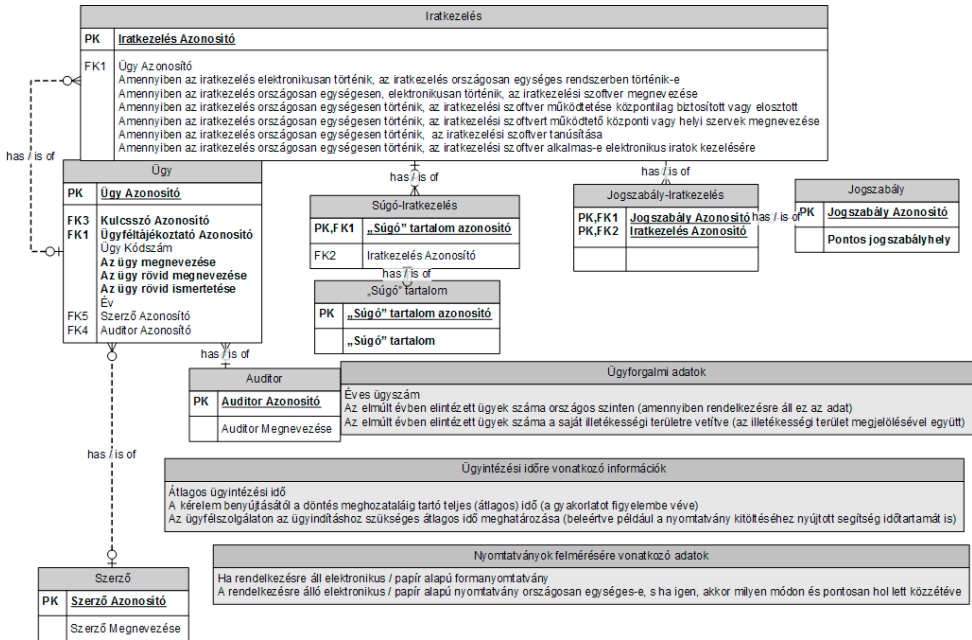 Iratkezelés
PK Iratkezelés Azonosító
FK1 Ügy Azonosító
Amennyiben az iratkezelés elektronikusan történik, az iratkezelés országosan egységes rendszerben történik-e
Amennyiben az iratkezelés országosan egységesen, elektronikusan történik, az iratkezelési szoftver megnevezése
Amennyiben az iratkezelés országosan egységesen történik, az iratkezelési szoftver működtetése központilag biztosított vagy elosztott
Amennyiben az iratkezelés országosan egységesen történik, az iratkezelési szoftvert működtető központi vagy helyi szervek megnevezése
Amennyiben az iratkezelés országosan egységesen történik, az iratkezelési szoftver tanúsítása
Amennyiben az iratkezelés országosan egységesen történik, az iratkezelési szoftver alkalmas-e elektronikus iratok kezelésére
has / is of
Ügy
PK Ügy Azonosító
FK3 Kulcsszó Azonosító
FK1 Ügyféltájékoztató Azonosító
Ügy Kódszám
Az ügy megnevezése
Az ügy rövid megnevezése
Az ügy rövid ismertetése
Év
FK5 Szerző Azonosító
FK4 Auditor Azonosító
has / is of
Súgó-Iratkezelés
PK,FK1 „Súgó” tartalom azonosító
FK2 Iratkezelés Azonosító
has / is of
„Súgó” tartalom
PK „Súgó” tartalom azonosító
„Súgó” tartalom
has / is of
Jogszabály-Iratkezelés
PK,FK1 Jogszabály Azonosító
PK,FK2 Iratkezelés Azonosító
has / is of
Jogszabály
PK Jogszabály Azonosító
Pontos jogszabályhely
has / is of
Auditor
PK Auditor Azonosító
Auditor Megnevezése
Ügyforgalmi adatok
Éves ügyszám
Az elmúlt évben elintézett ügyek száma országos szinten (amennyiben rendelkezésre áll ez az adat)
Az elmúlt évben elintézett ügyek száma a saját illetékességi területre vetítve (az illetékességi terület megjelölésével együtt)
has / is of
Ügyintézési időre vonatkozó információk
Átlagos ügyintézési idő
A kérelem benyújtásától a döntés meghozataláig tartó teljes (átlagos) idő (a gyakorlatot figyelembe véve)
Az ügyfélszolgálaton az ügyindításhoz szükséges átlagos idő meghatározása (beleértve például a nyomtatvány kitöltéséhez nyújtott segítség időtartamát is)
Nyomtatványok felmérésére vonatkozó adatok
Ha rendelkezésre áll elektronikus / papír alapú formanyomtatvány
A rendelkezésre álló elektronikus / papír alapú nyomtatvány országosan egységes-e, s ha igen, akkor milyen módon és pontosan hol lett közzétéve
Szerző
PK Szerző Azonosító
Szerző Megnevezése